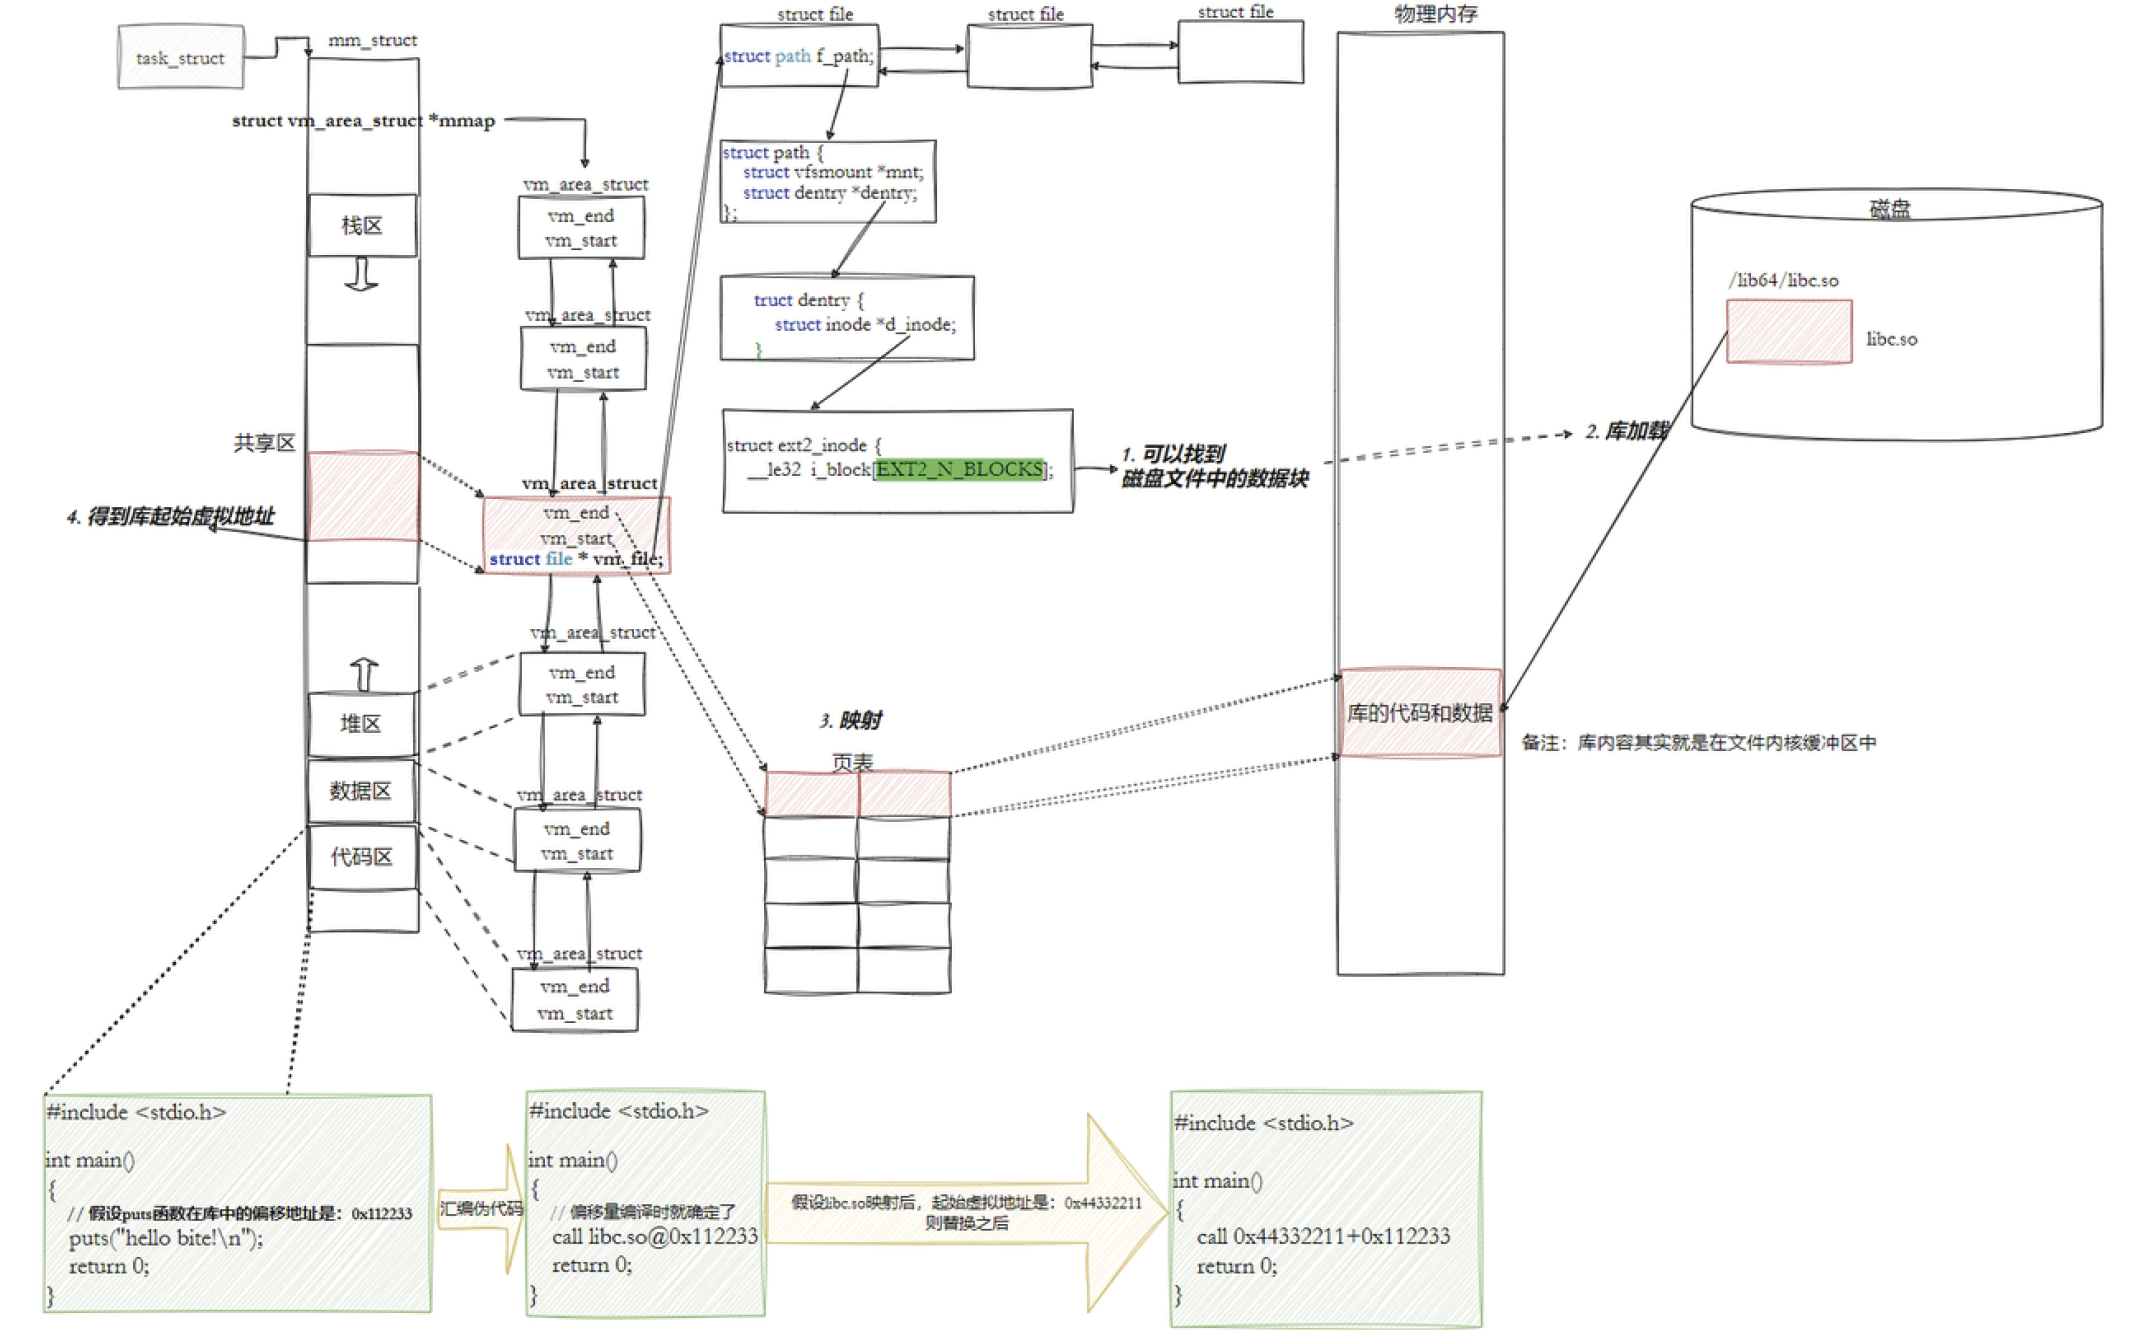 task_struct
mm_struct
struct vm_area_struct *mmap
栈区
共享区
4. 得到库起始虚拟地址
堆区
数据区
代码区
vm_area_struct
vm_end
vm_start
vm_area_struct
vm_end
vm_start
vm_area_struct
vm_end
vm_start
struct file * vm_file;
vm_area_struct
vm_end
vm_start
vm_area_struct
vm_end
vm_start
vm_area_struct
vm_end
vm_start
struct file
struct file
struct file
struct path f_path;
struct path {
struct vfsmount *mnt;
struct dentry *dentry;
};
truct dentry {
struct inode *d_inode;
}
struct ext2_inode {
__le32 i_block[EXT2_N_BLOCKS];
1. 可以找到
磁盘文件中的数据块
2. 库加载
3. 映射
页表
物理内存
库的代码和数据
备注：库内容其实就是在文件内核缓冲区中
磁盘
/lib64/libc.so
libc.so
#include <stdio.h>
int main()
{
// 假设puts函数在库中的偏移地址是：0x112233
puts("hello bite!\n");
return 0;
}
汇编伪代码
#include <stdio.h>
int main()
{
// 偏移量编译时就确定了
call libc.so@0x112233
return 0;
}
假设libc.so映射后，起始虚拟地址是：0x44332211
则替换之后
#include <stdio.h>
int main()
{
call 0x44332211+0x112233
return 0;
}